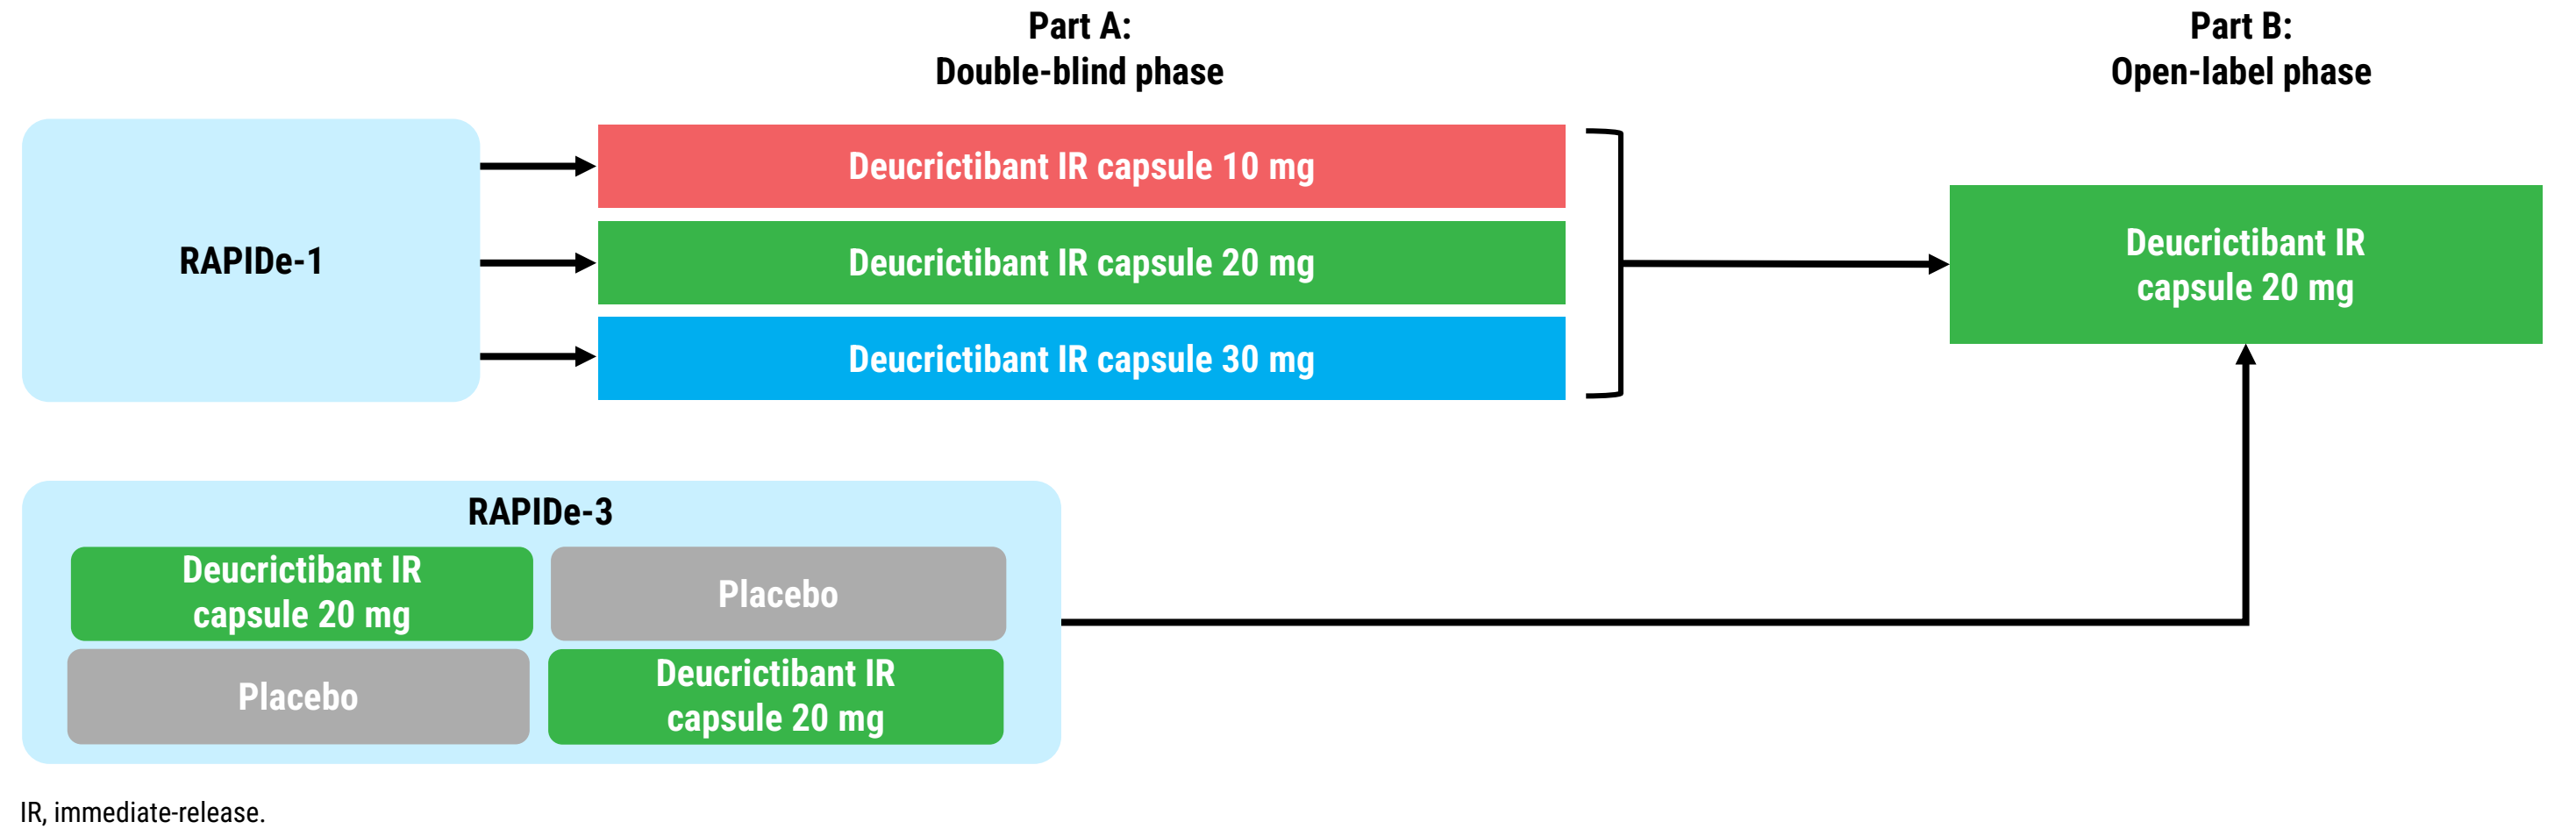 Part A:
Double-blind phase
Part B:
Open-label phase
RAPIDe-1
Deucrictibant IR capsule 10 mg
Deucrictibant IR capsule 20 mg
Deucrictibant IR capsule 30 mg
Deucrictibant IR
capsule 20 mg
RAPIDe-3
Deucrictibant IR
capsule 20 mg
Placebo
Placebo
Deucrictibant IR
capsule 20 mg
IR, immediate-release.